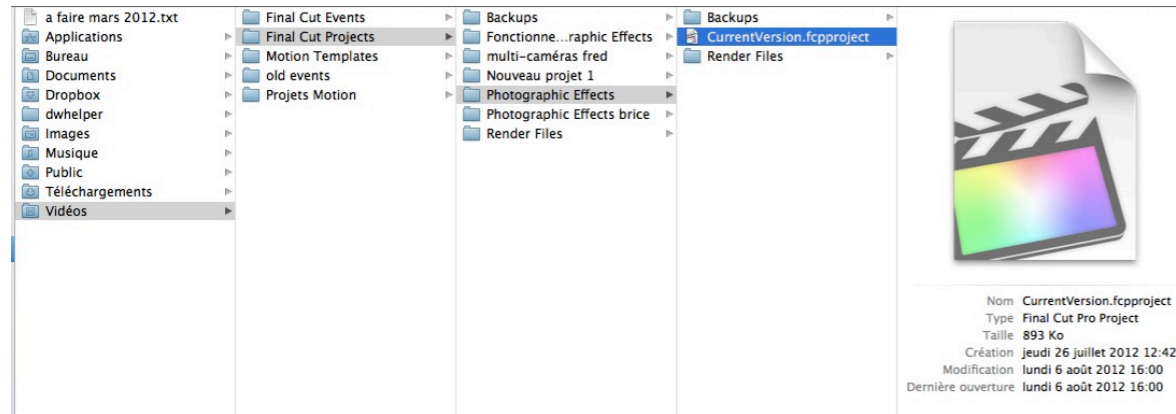 a faire mars 2012.txt
Applications
Bureau
Documents
Dropbox
dwhelper
Images
Musique
Public
Téléchargements
Vidéos
Final Cut Events
Final Cut Projects
Motion Templates
old events
Projets Motion
Backups
Fonctionne...raphic Effects
multi-caméras fred
Nouveau projet 1
Photographic Effects
Photographic Effects brice
Render Files
Backups
CurrentVersion.fcpproject
Render Files
Nom CurrentVersion.fcpproject
Type Final Cut Pro Project
Taille 893 Ko
Création jeudi 26 juillet 2012 12:42
Modification lundi 6 août 2012 16:00
Dernière ouverture lundi 6 août 2012 16:00